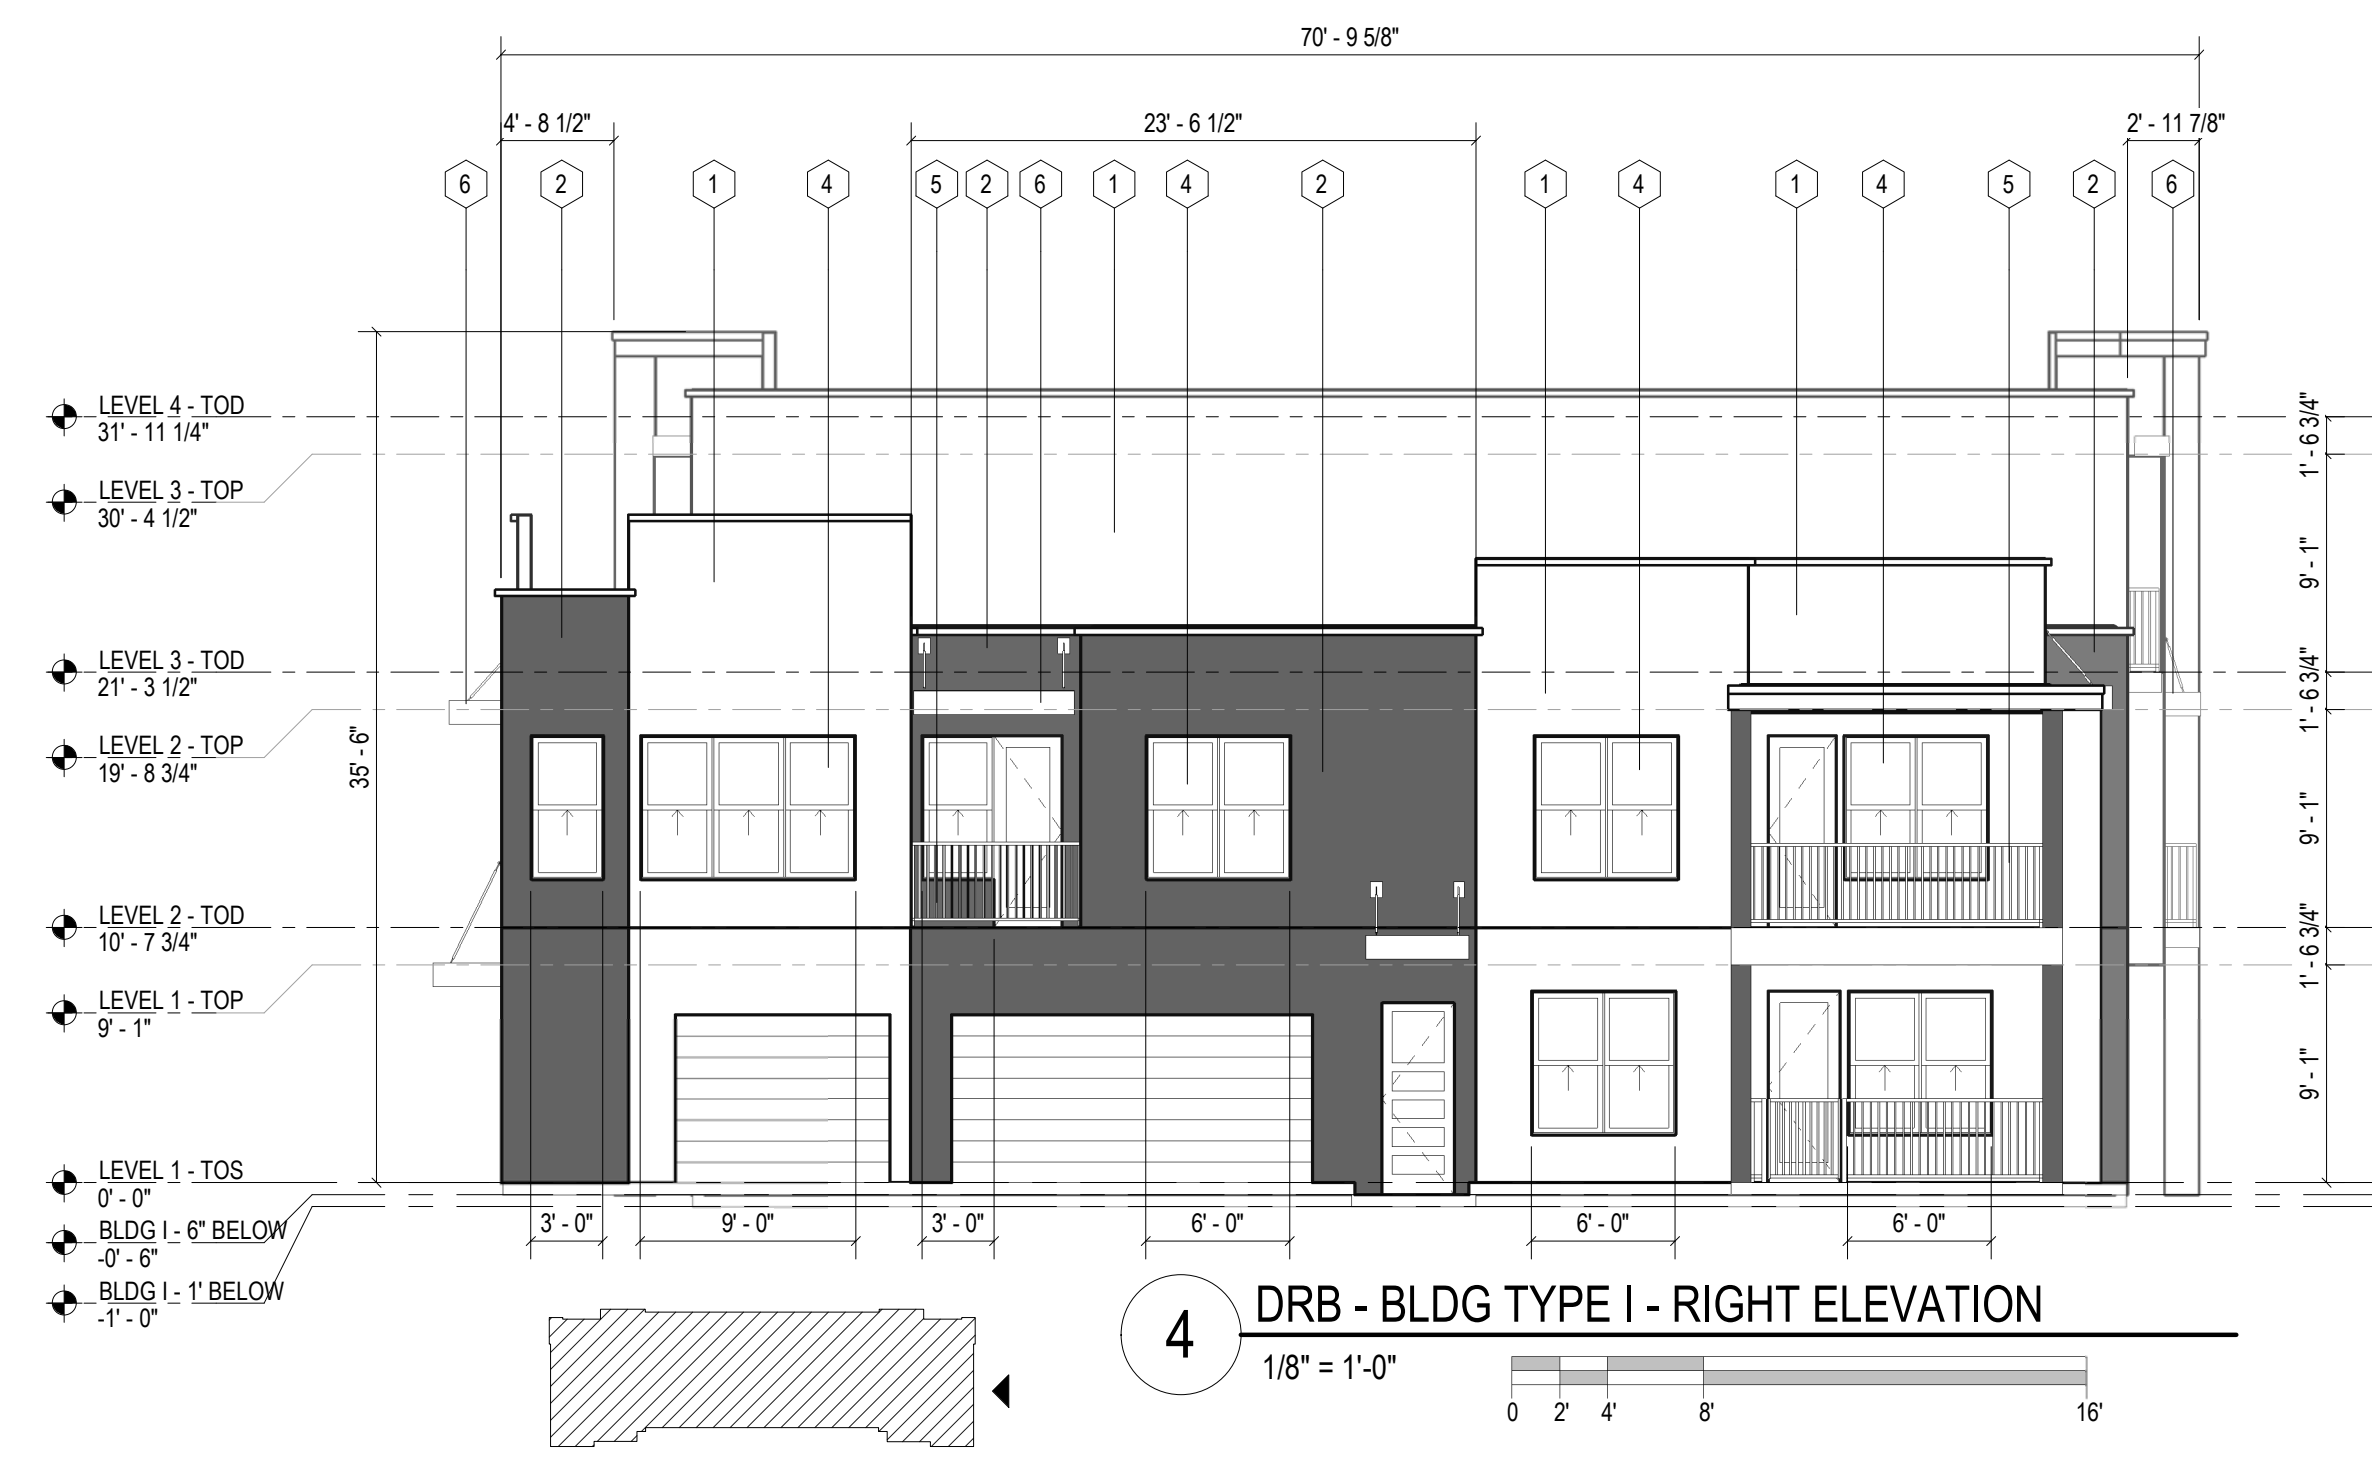 70' - 9 5/8"
4' - 8 1/2" 23' - 6 1/2" 2' - 11 7/8"
6 2 1 4 5 2 6 1 4 2 1 4 1 4 5 2 6
LEVEL 4 - TOD
31' - 11 1/4"
LEVEL 3 - TOP
30' - 4 1/2"
LEVEL 3 - TOD
21' - 3 1/2"
LEVEL 2 - TOP
19' - 8 3/4"
LEVEL 2 - TOD
10' - 7 3/4"
LEVEL 1 - TOP
9' - 1"
LEVEL 1 - TOS
0' - 0"
BLDG I - 6" BELOW
-0' - 6"
BLDG I - 1' BELOW
-1' - 0"
35' - 6"
1' - 6 3/4"
9' - 1"
1' - 6 3/4"
9' - 1"
1' - 6 3/4"
9' - 1"
3' - 0" 9' - 0" 3' - 0" 6' - 0" 6' - 0" 6' - 0"
4
DRB - BLDG TYPE I - RIGHT ELEVATION
1/8" = 1'-0"
0 2' 4' 8' 16'